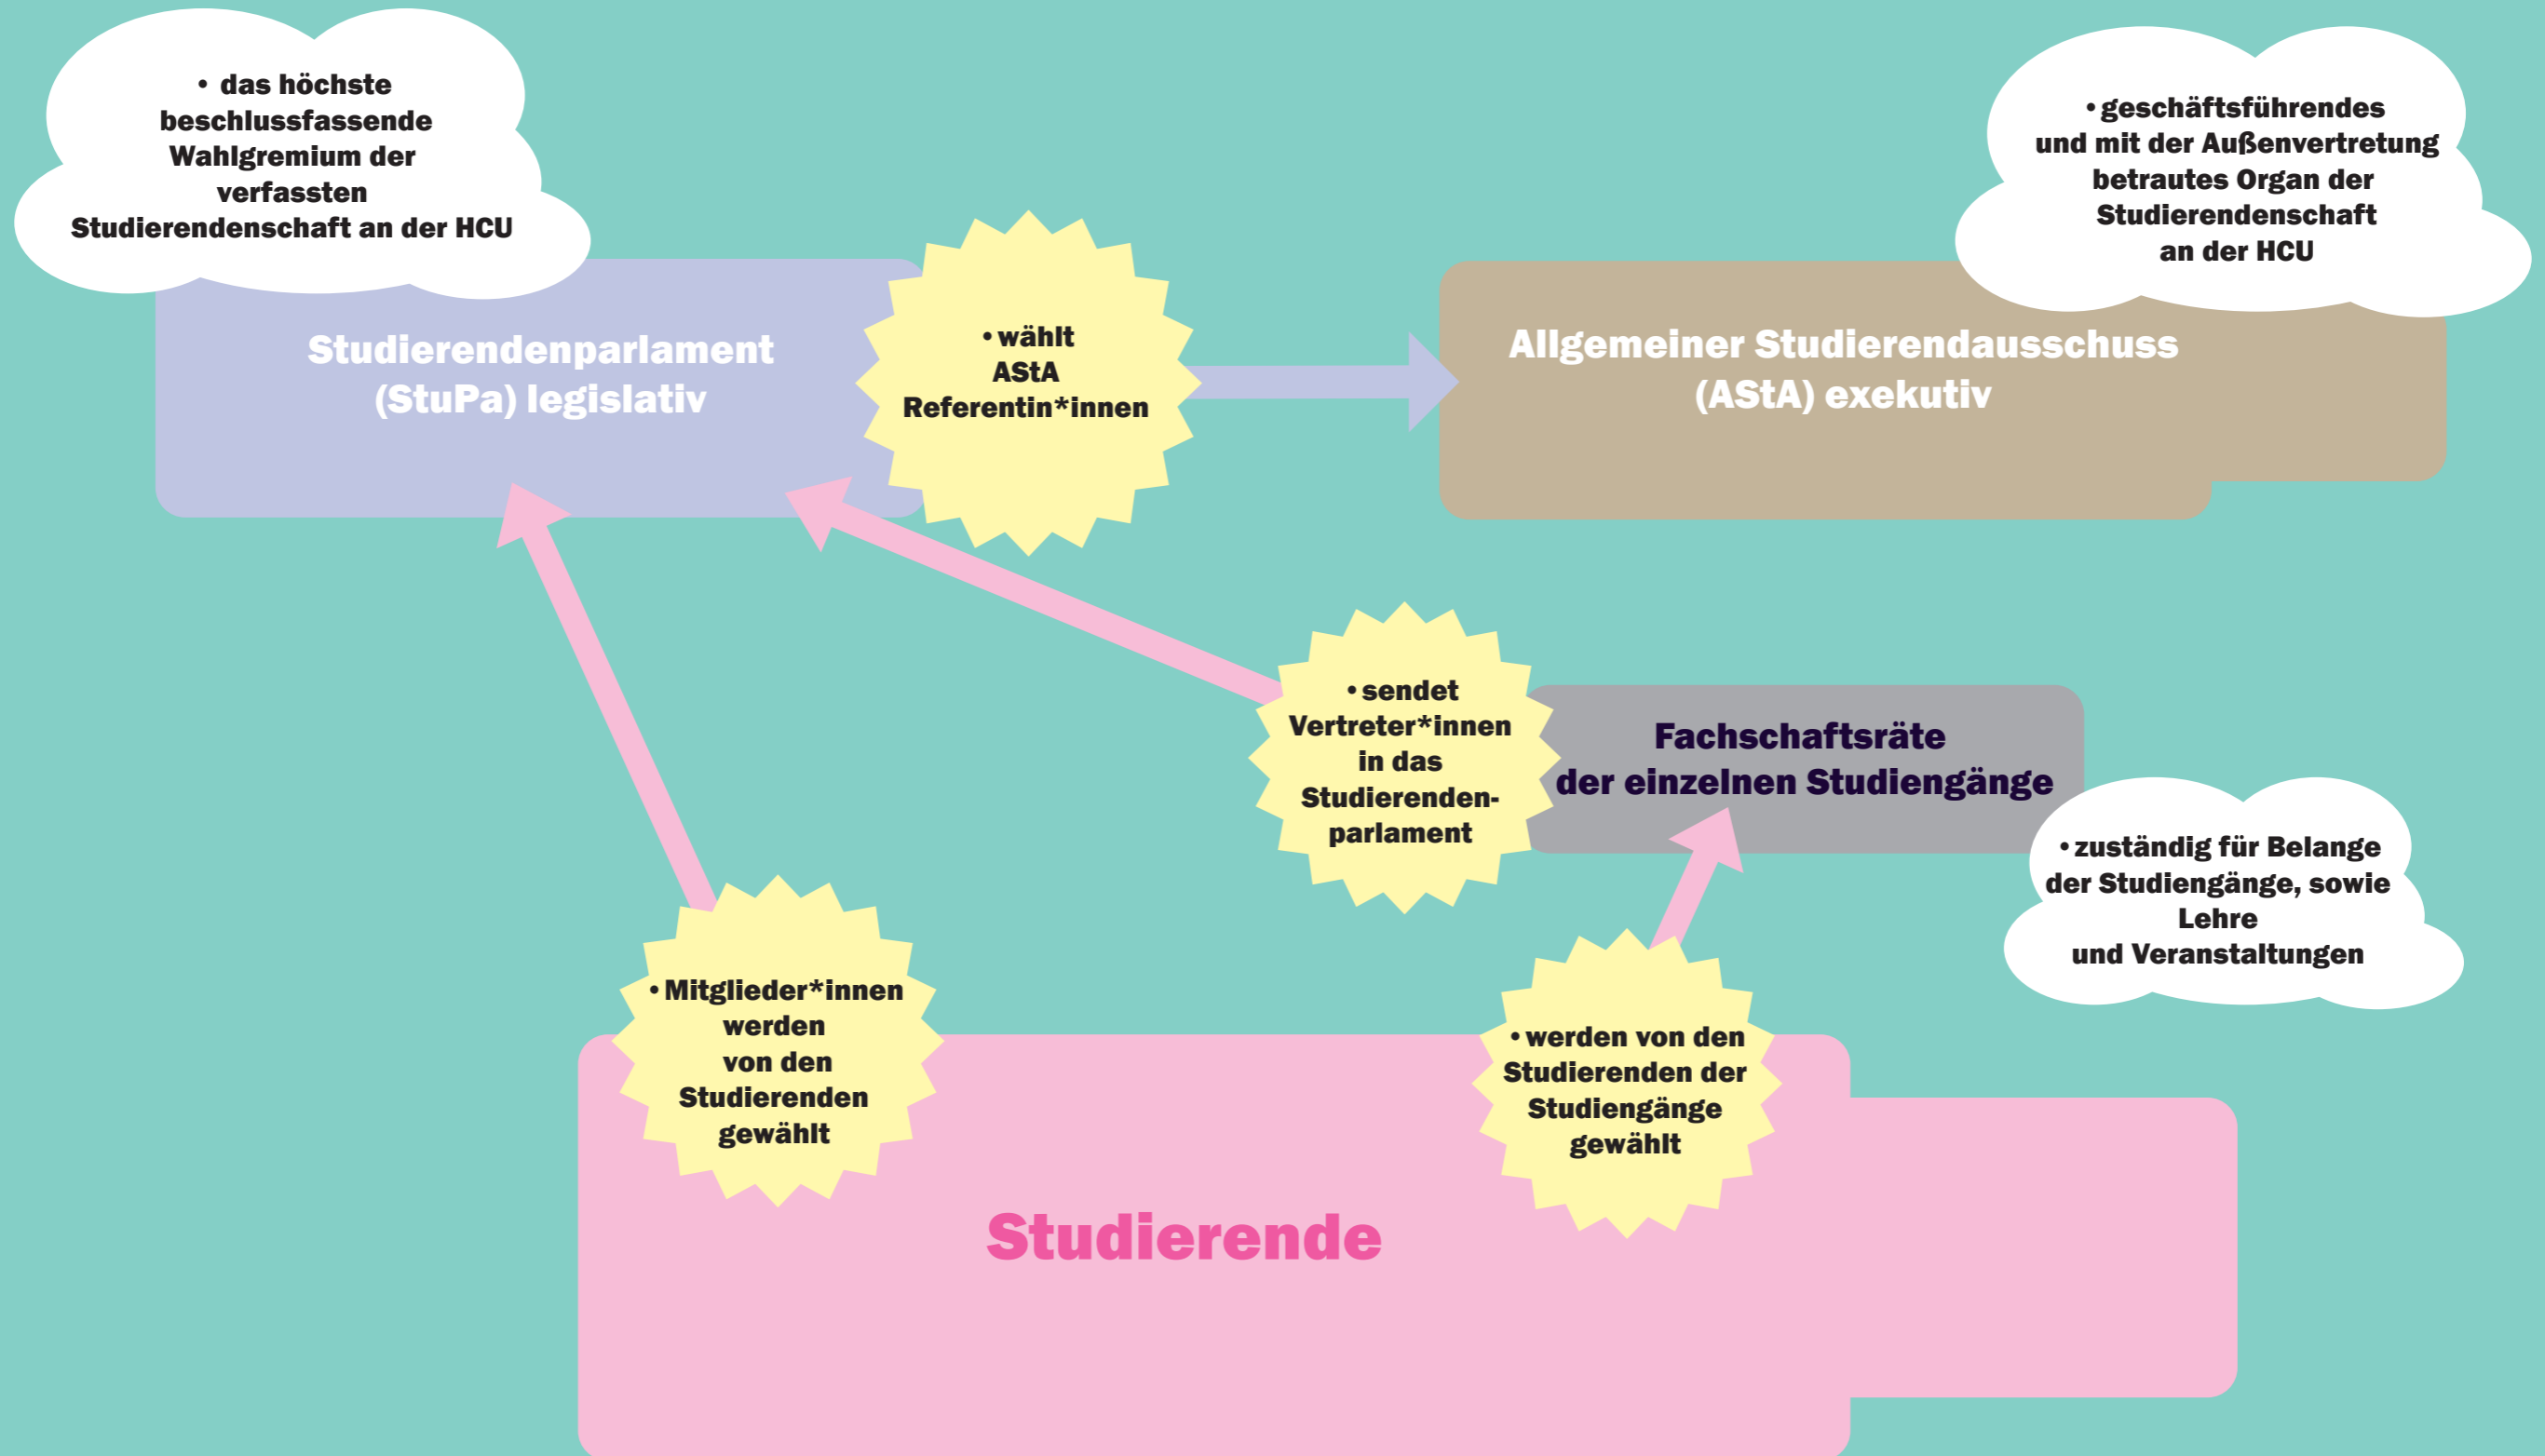 • das höchste
beschlussfassende
Wahlgremium der
verfassten
Studierendenschaft an der HCU
• geschäftsführendes
und mit der Außenvertretung
betrautes Organ der
Studierendenschaft
an der HCU
Studierendenparlament
(StuPa) legislativ
• wählt
AStA
Referentin*innen
Allgemeiner Studierendausschuss
(AStA) exekutiv
• sendet
Vertreter*innen
in das
Studierenden-
parlament
Fachschaftsräte
der einzelnen Studiengänge
• zuständig für Belange
der Studiengänge, sowie
Lehre
und Veranstaltungen
• Mitglieder*innen
werden
von den
Studierenden
gewählt
• werden von den
Studierenden der
Studiengänge
gewählt
Studierende